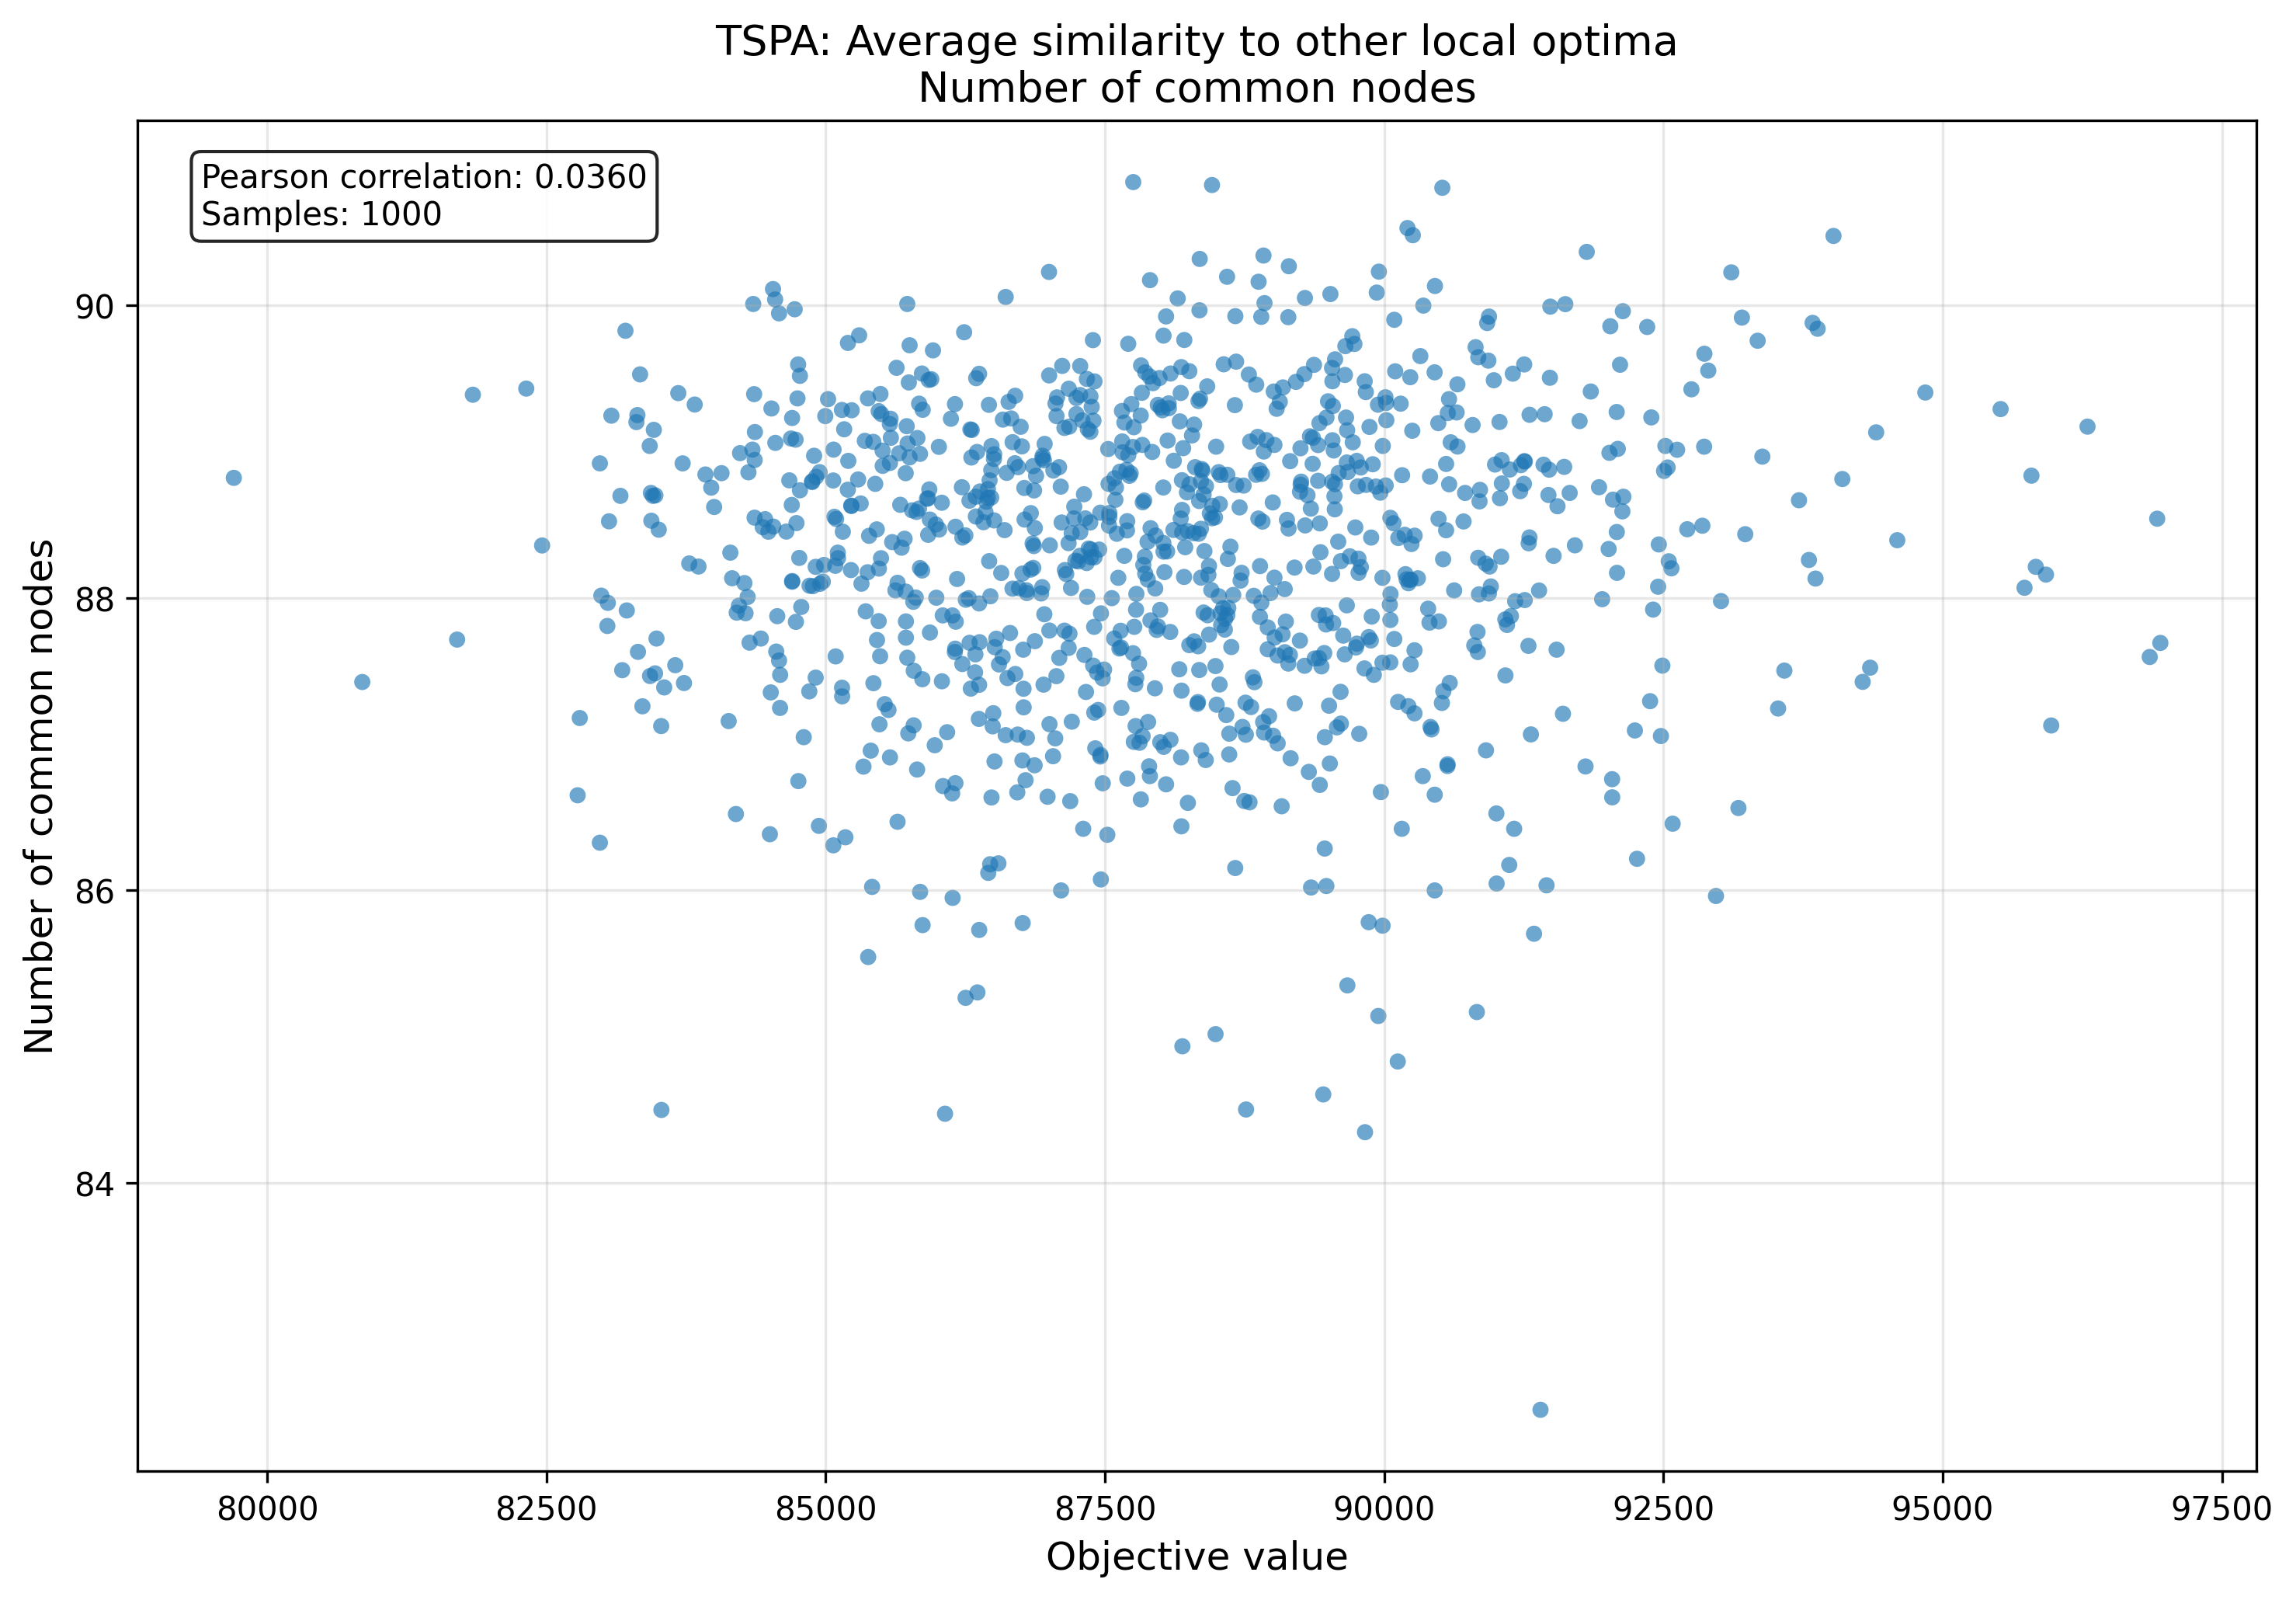 TSPA: Average similarity to other local optima
Number of common nodes
Pearson correlation: 0.0360
Samples: 1000
Number of common nodes
90
88
86
84
80000
82500
85000
87500
90000
92500
95000
97500
Objective value